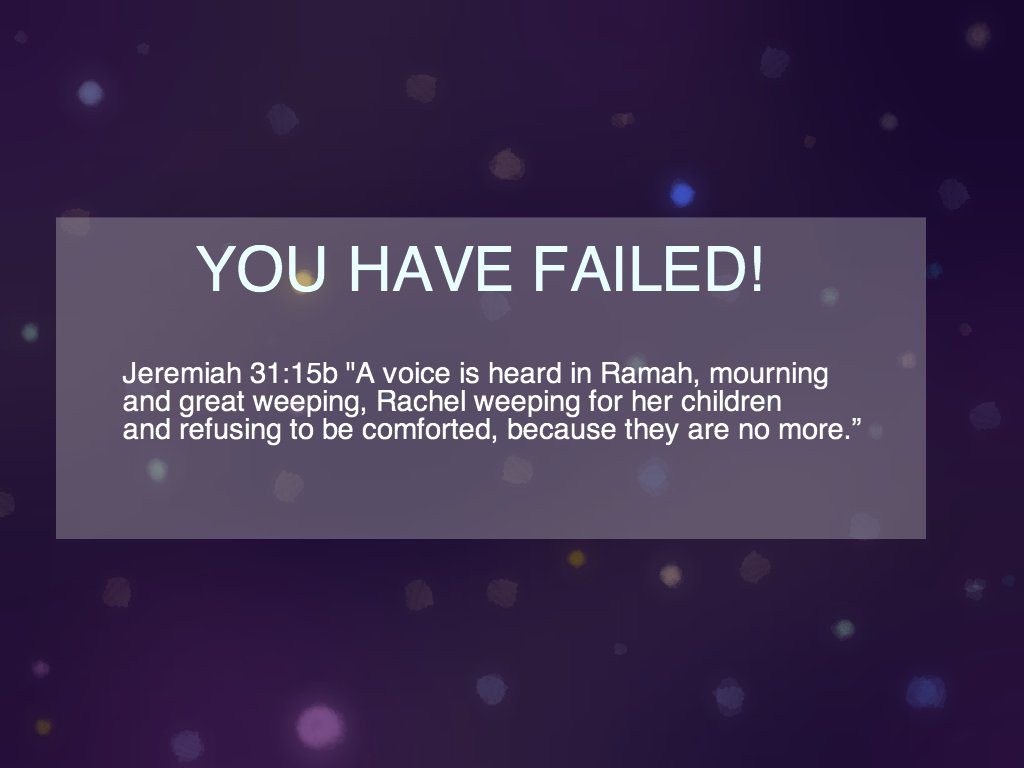 YOU HAVE FAILED!
Jeremiah 31:15b "A voice is heard in Ramah, mourning
and great weeping, Rachel weeping for her children
and refusing to be comforted, because they are no more.”